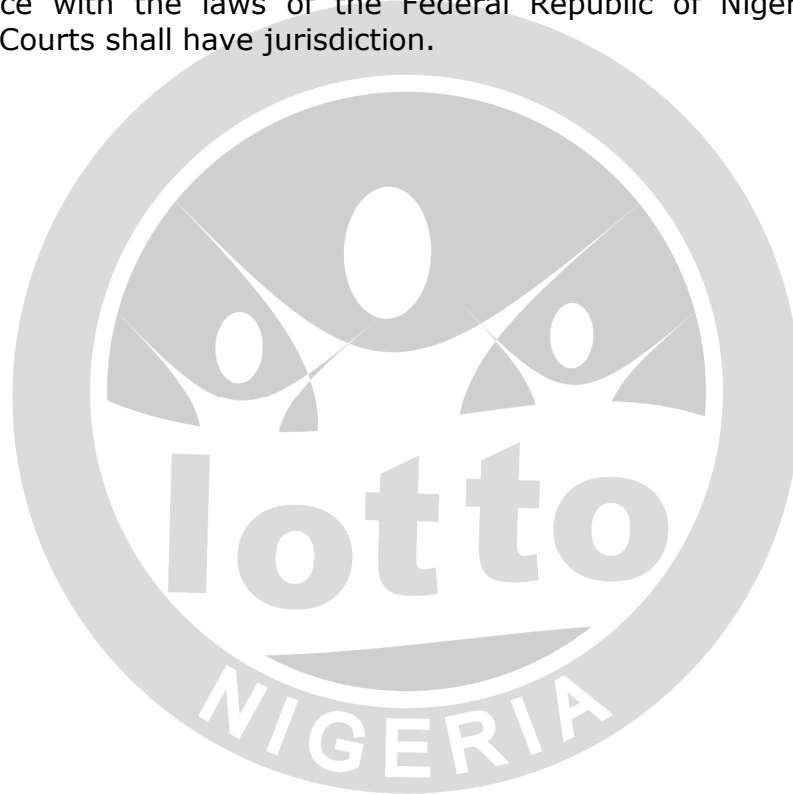 ce with the laws of the Federal Republic of Niger
Courts shall have jurisdiction.
lotto
NIGERIA